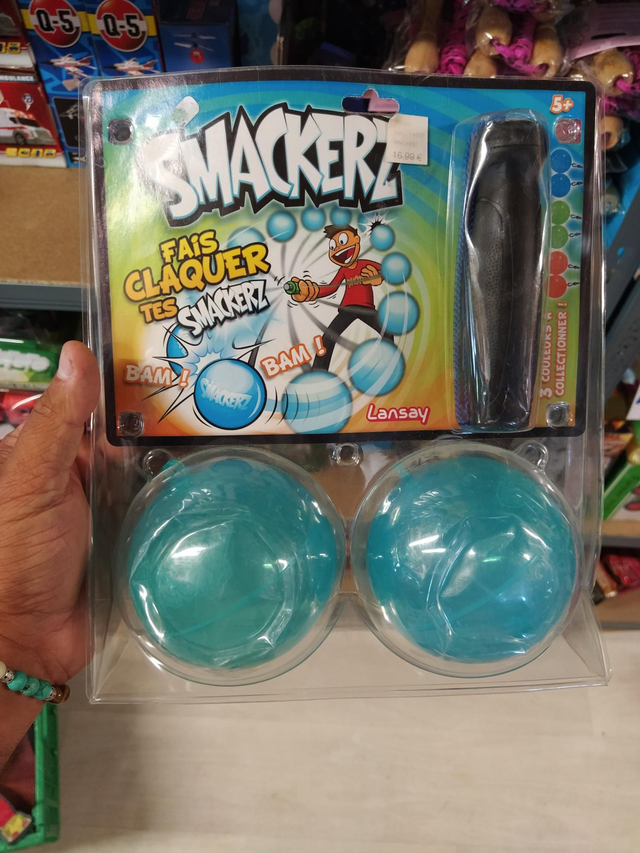 Q-5
Q-5
5+
SMACKERZ
16.99 €
FAIS
CLAQUER
TES SMACKERZ
BAM !
BAM !
SMACKERZ
Lansay
3 COULEURS À
COLLECTIONNER !